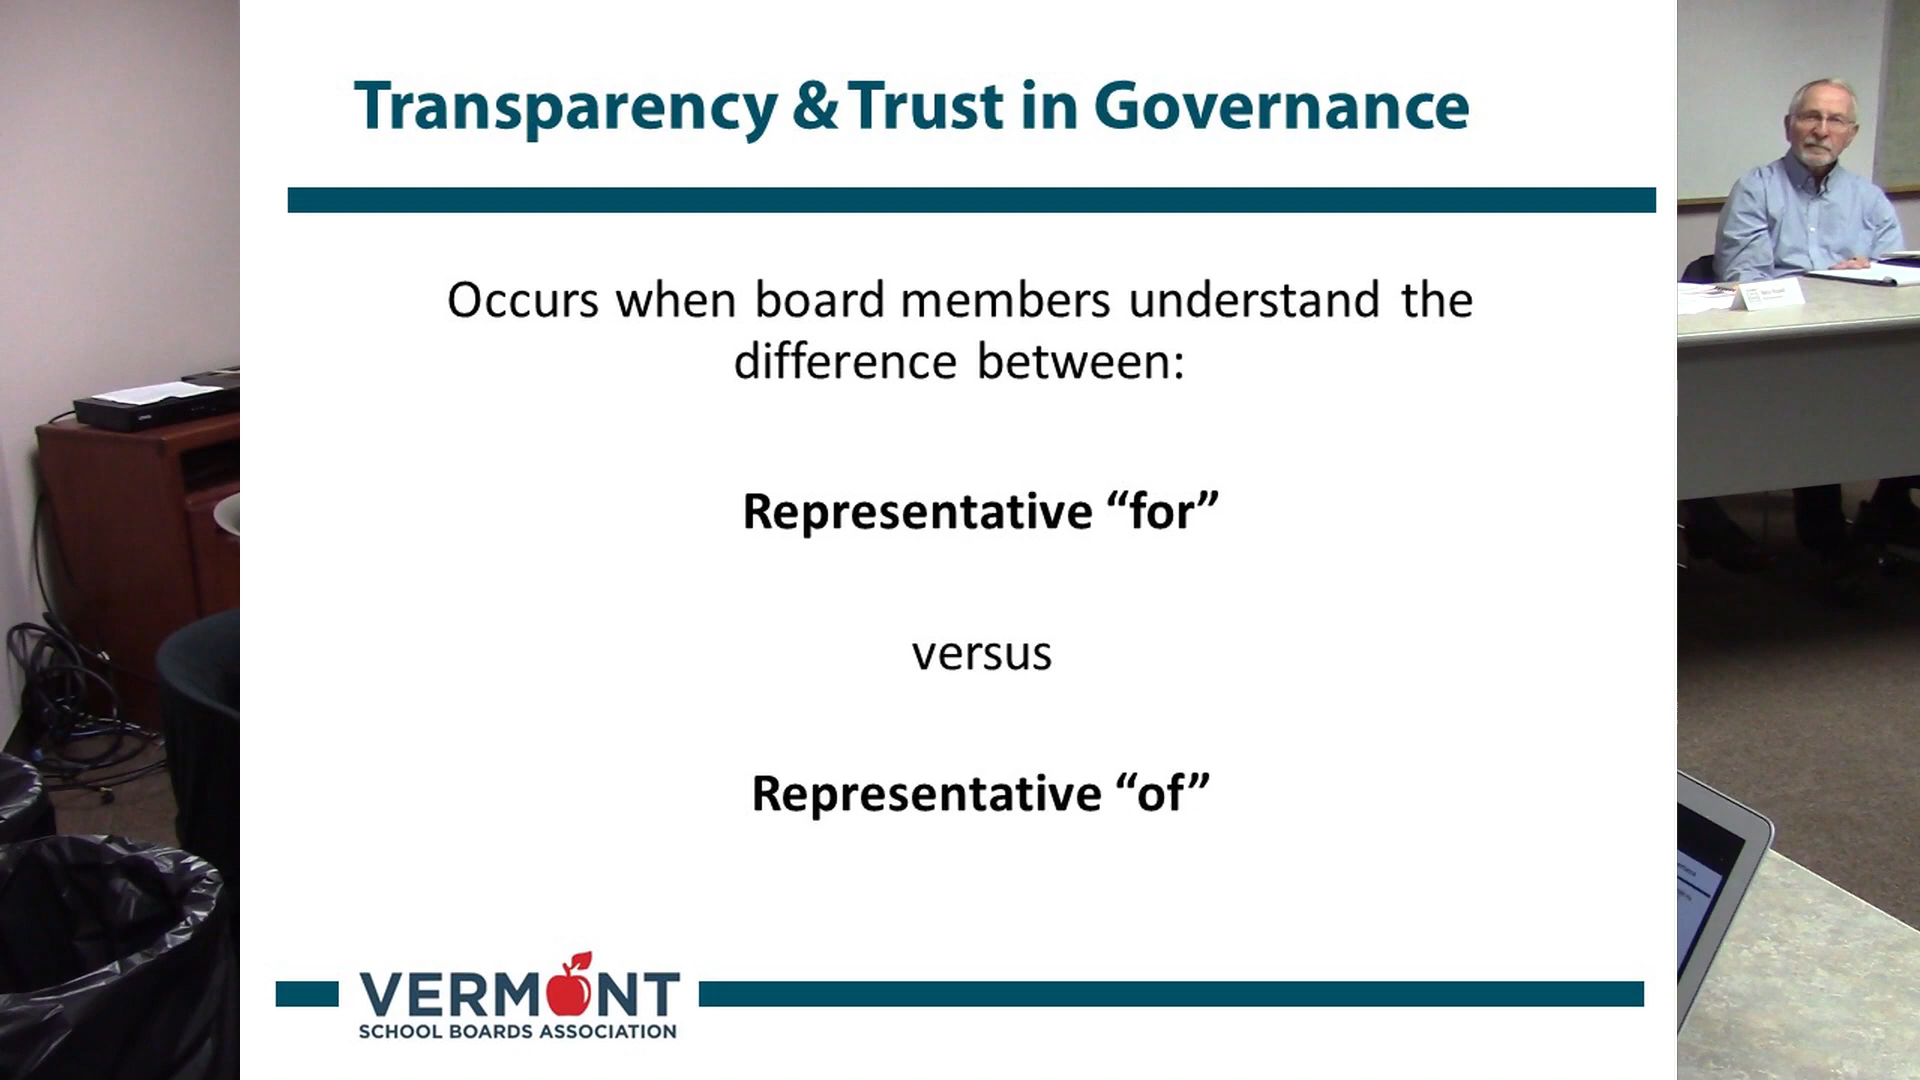 Transparency & Trust in Governance
Occurs when board members understand the
difference between:
Representative “for”
versus
Representative “of”
VERMONT
SCHOOL BOARDS ASSOCIATION